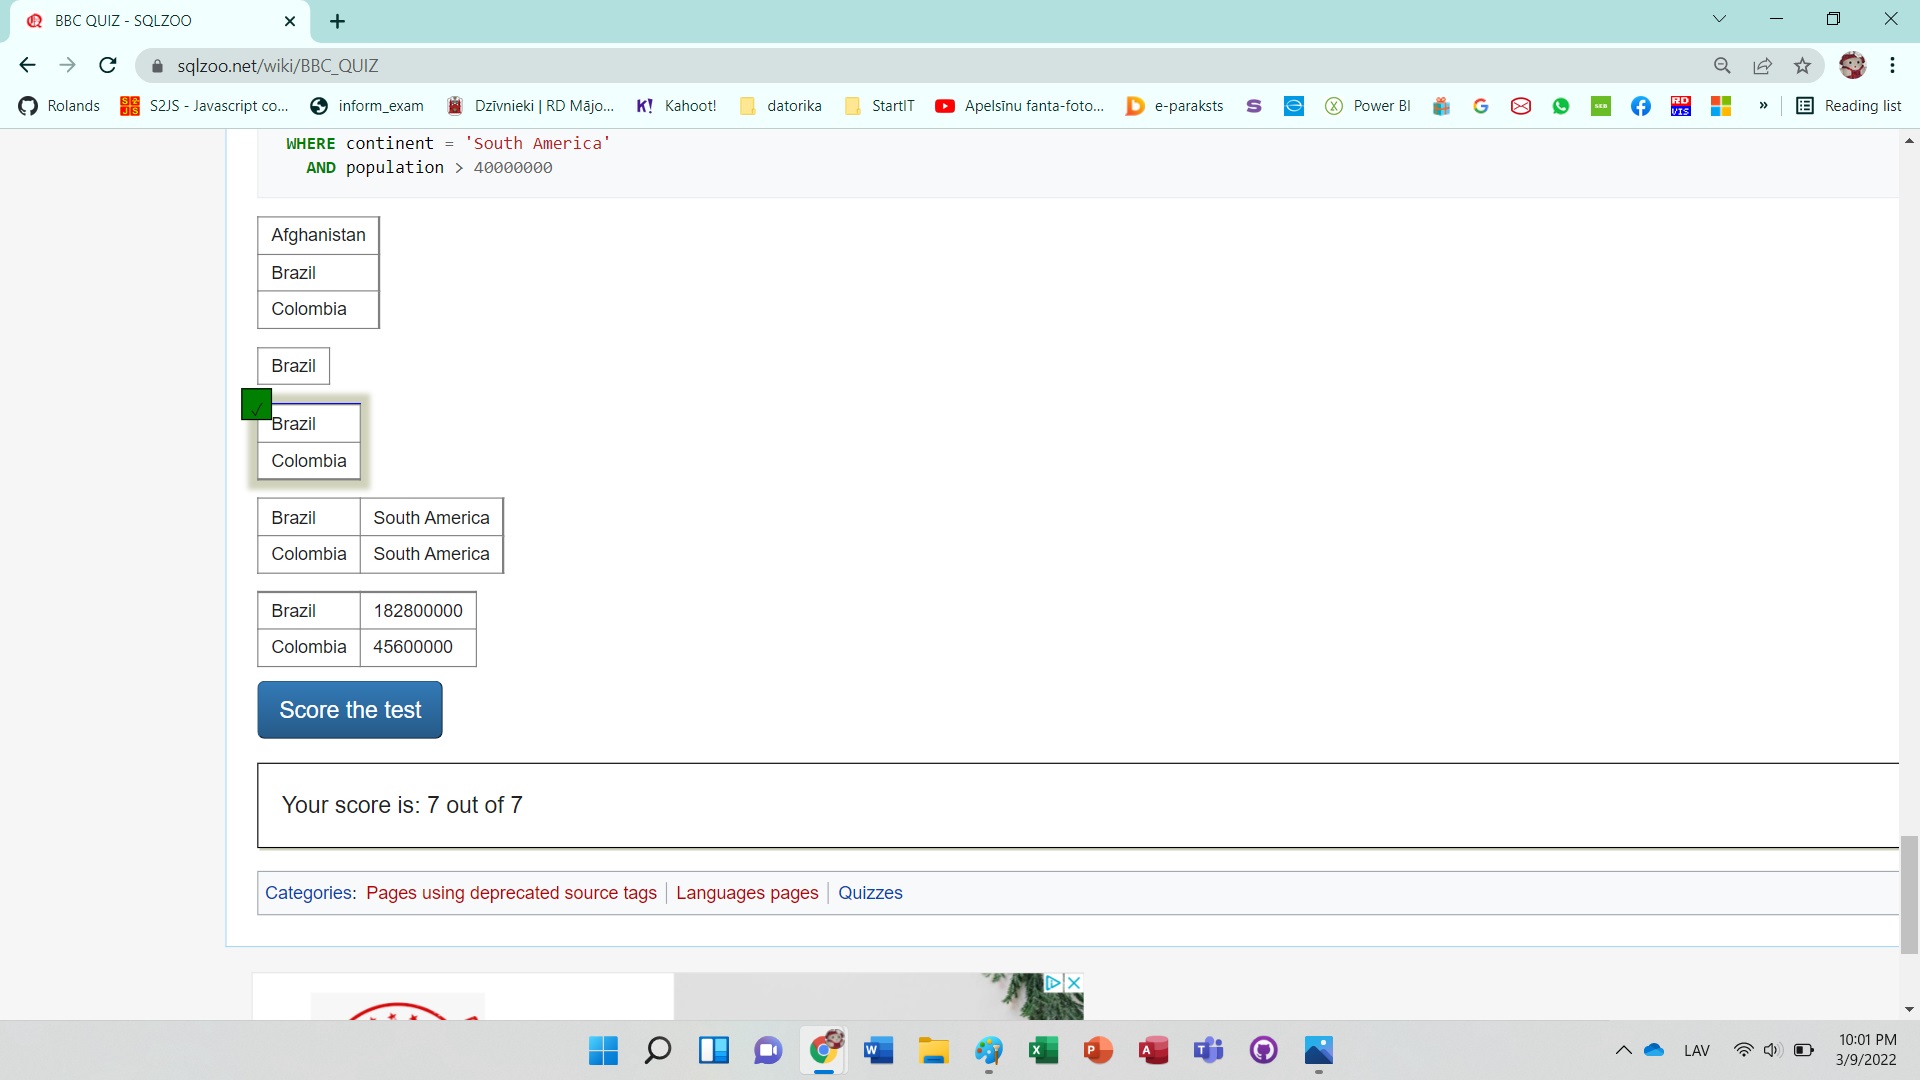 BBC QUIZ - SQLZOO
sqlzoo.net/wiki/BBC_QUIZ
Rolands S2JS - Javascript co... inform_exam Dzīvnieki | RD Mājo... K! Kahoot! datorika StartIT Apelsīnu fanta-foto... e-paraksts Power BI » Reading list
WHERE continent = 'South America'
AND population > 40000000
Afghanistan
Brazil
Colombia
Brazil
Brazil
Colombia
Brazil South America
Colombia South America
Brazil 182800000
Colombia 45600000
Score the test
Your score is: 7 out of 7
Categories: Pages using deprecated source tags | Languages pages | Quizzes
LAV
10:01 PM
3/9/2022